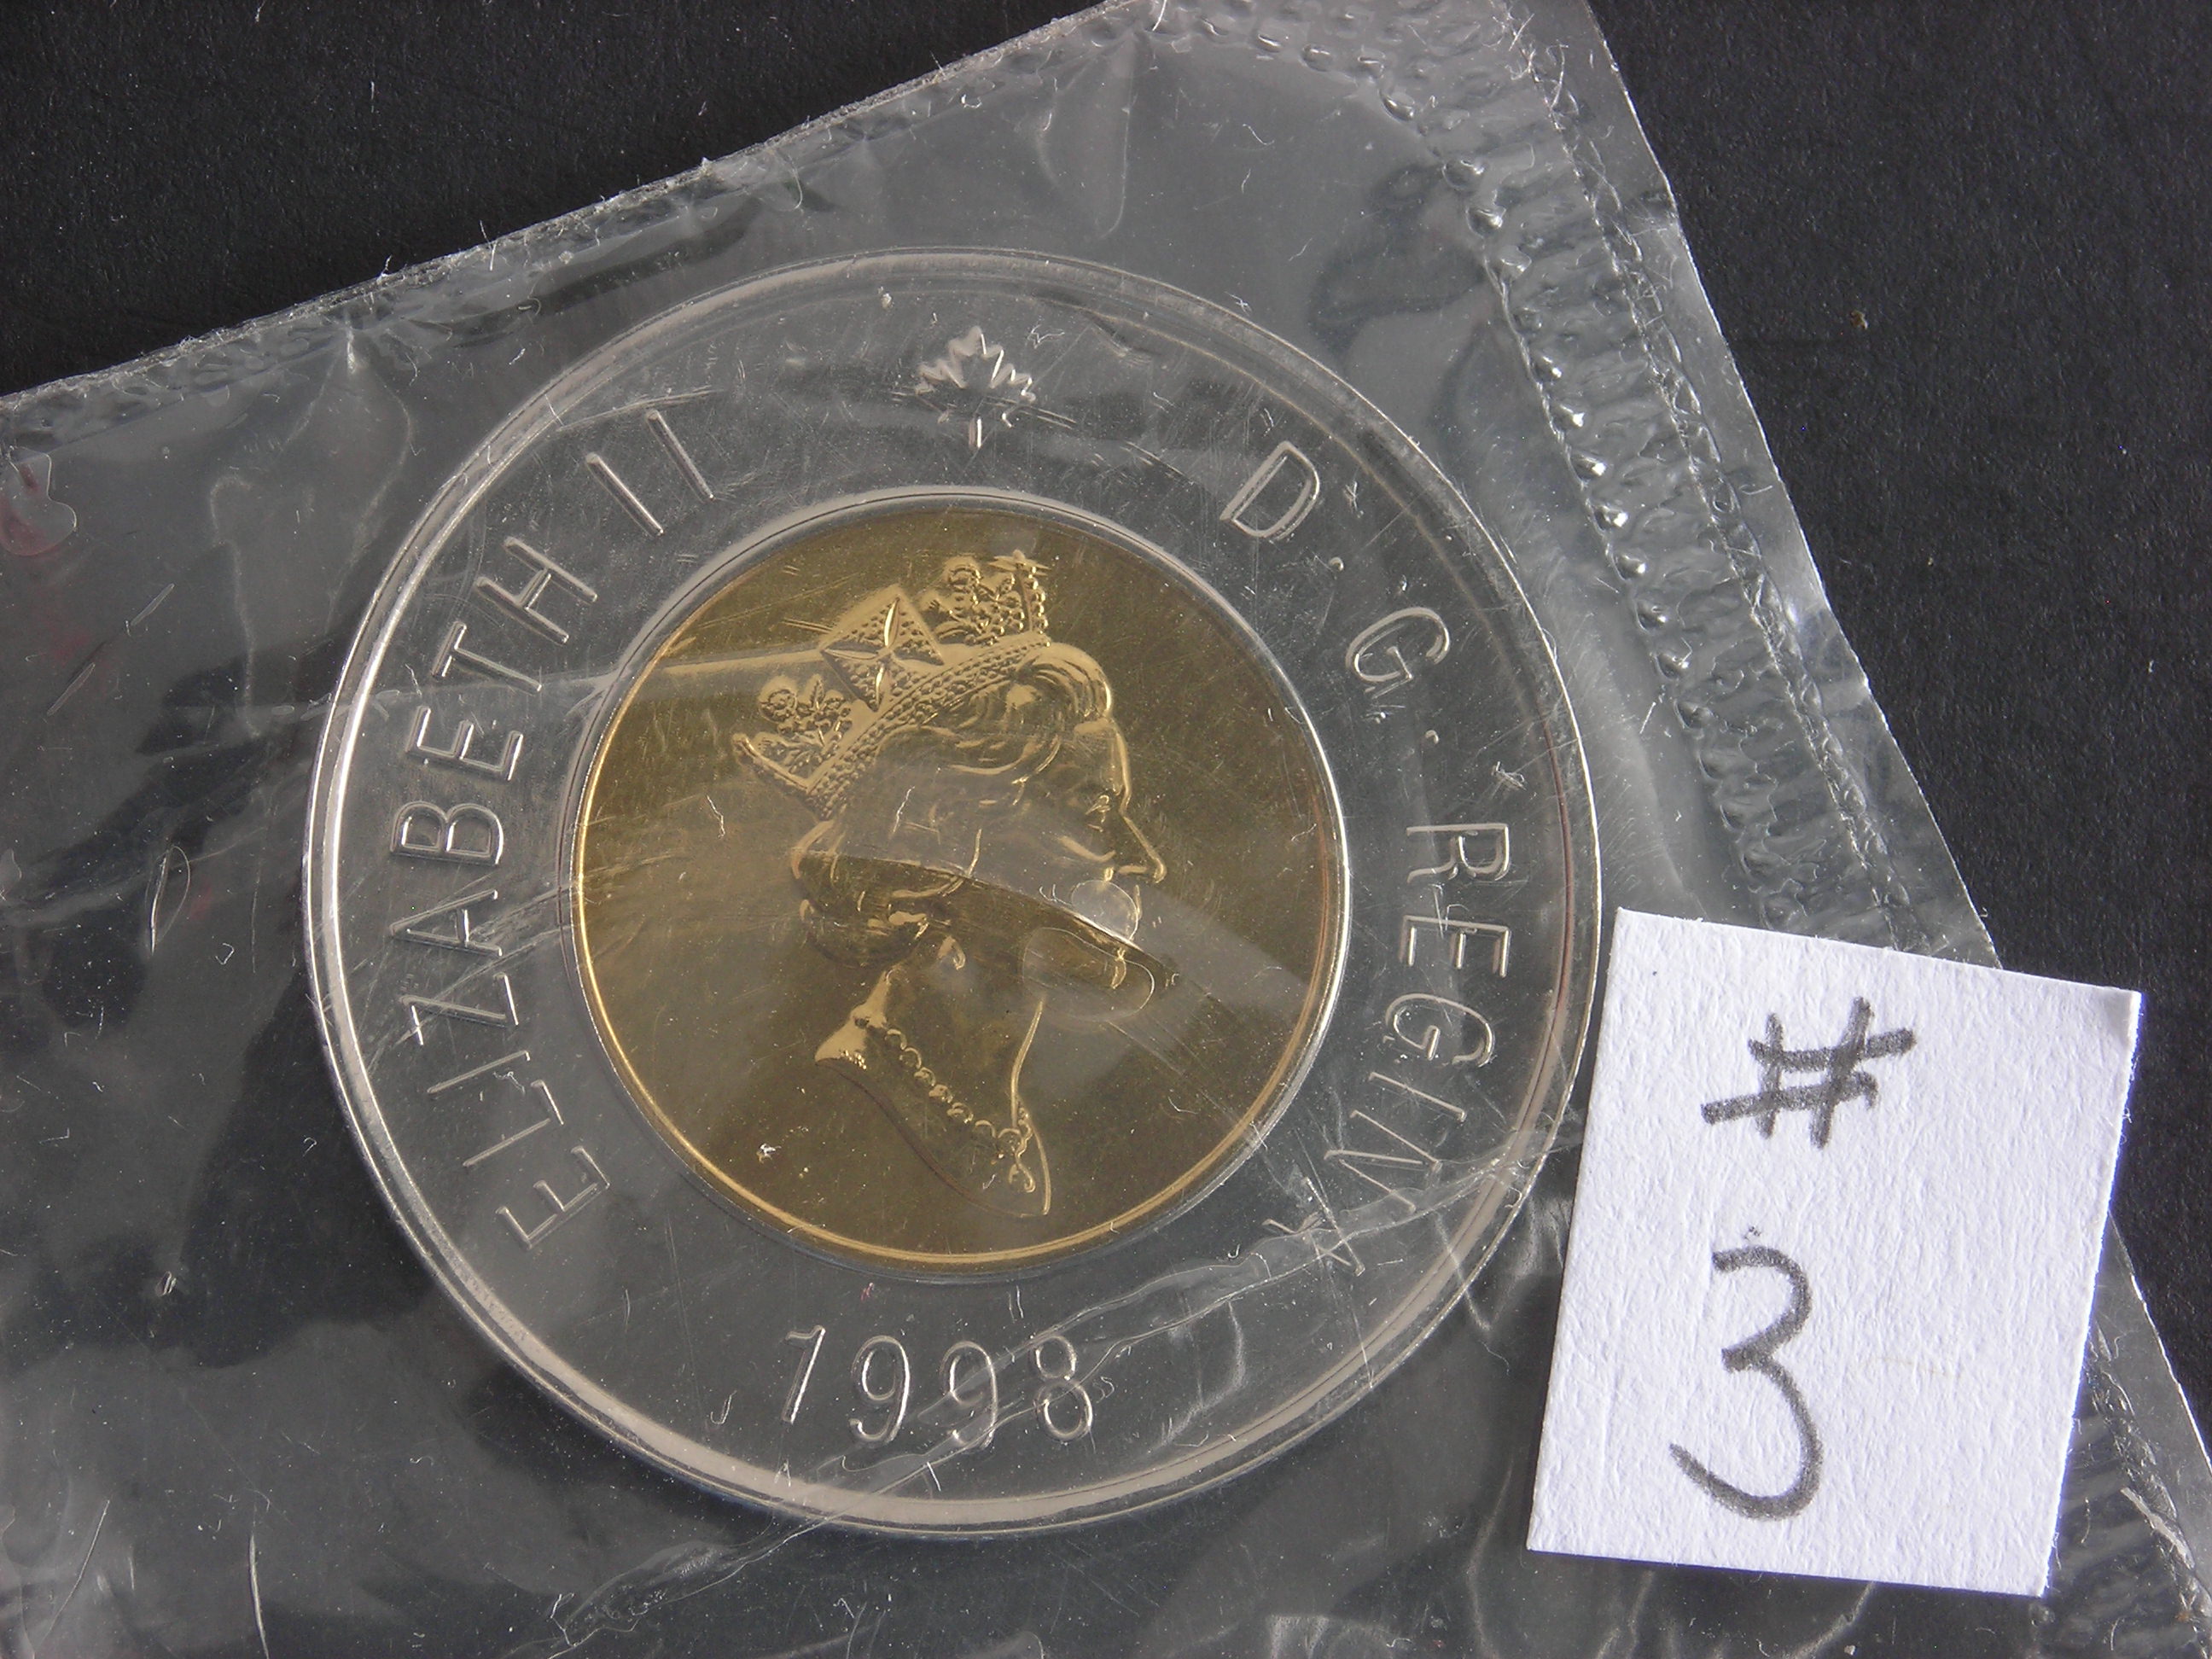 ELIZABETH II D. G. REGINA
1998
#
3